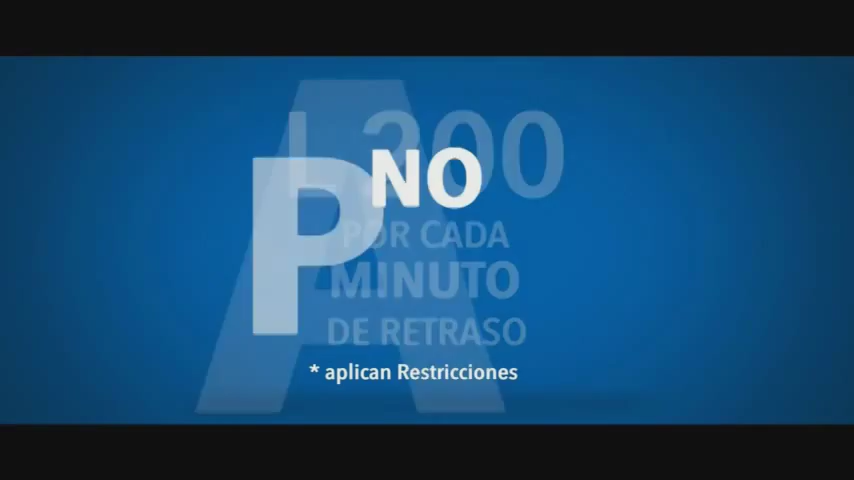 A
L.200
P
NO
POR CADA
MINUTO
DE RETRASO
* aplican Restricciones